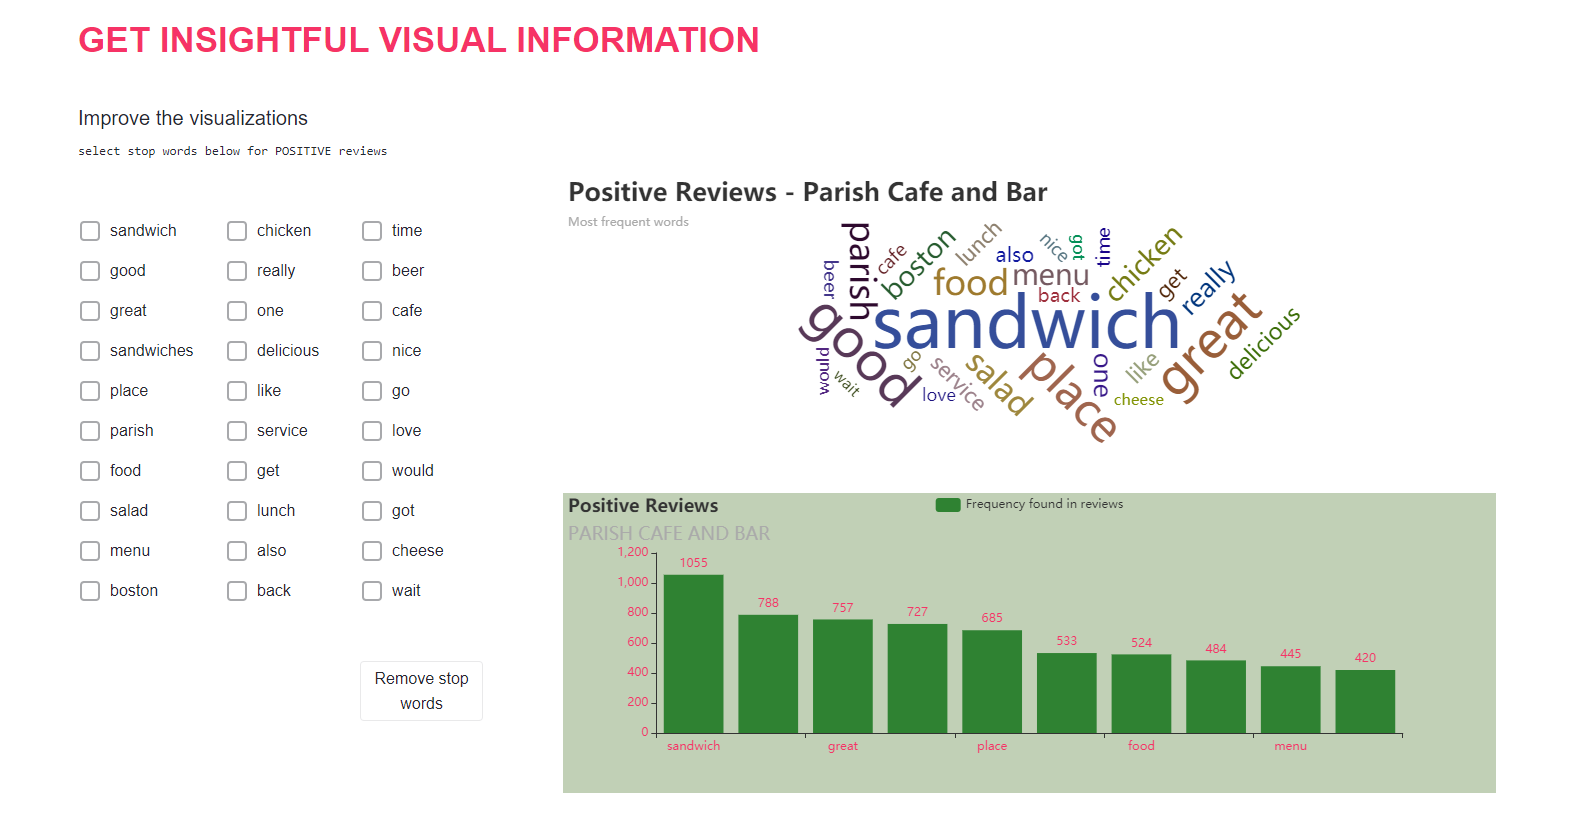 GET INSIGHTFUL VISUAL INFORMATION
Improve the visualizations
select stop words below for POSITIVE reviews
sandwich chicken time
good really beer
great one cafe
sandwiches delicious nice
place like go
parish service love
food get would
salad lunch got
menu also cheese
boston back wait
Remove stop
words
Positive Reviews - Parish Cafe and Bar
Most frequent words
parish
cafe
boston
lunch
also
nice
got
time
chicken
beer
food
menu
back
get
really
good
sandwich
great
delicious
would
wait
go
service
love
salad
place
one
like
cheese
Positive Reviews
Frequency found in reviews
PARISH CAFE AND BAR
1,200
1,000
800
600
400
200
0
1055 788 757 727 685 533 524 484 445 420
sandwich great place food menu